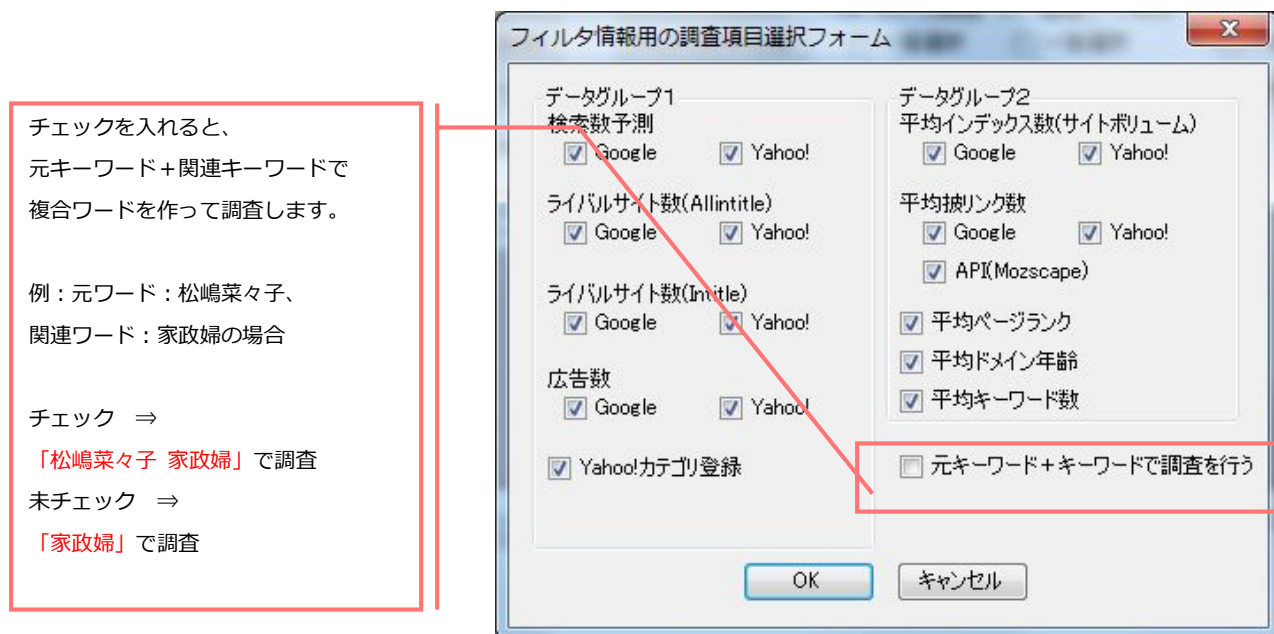 チェックを入れると、
元キーワード+関連キーワードで
複合ワードを作って調査します。
例:元ワード:松嶋菜々子、
関連ワード:家政婦の場合
チェック ⇒
「松嶋菜々子 家政婦」で調査
未チェック ⇒
「家政婦」で調査
フィルタ情報用の調査項目選択フォーム
データグループ1
検索数予測
Google Yahoo!
ライバルサイト数(Allintitle)
Google Yahoo!
ライバルサイト数(Intitle)
Google Yahoo!
広告数
Google Yahoo!
Yahoo!カテゴリ登録
データグループ2
平均インデックス数(サイトボリューム)
Google Yahoo!
平均披リンク数
Google Yahoo!
API(Mozscape)
平均ページランク
平均ドメイン年齢
平均キーワード数
元キーワード+キーワードで調査を行う
OK キャンセル